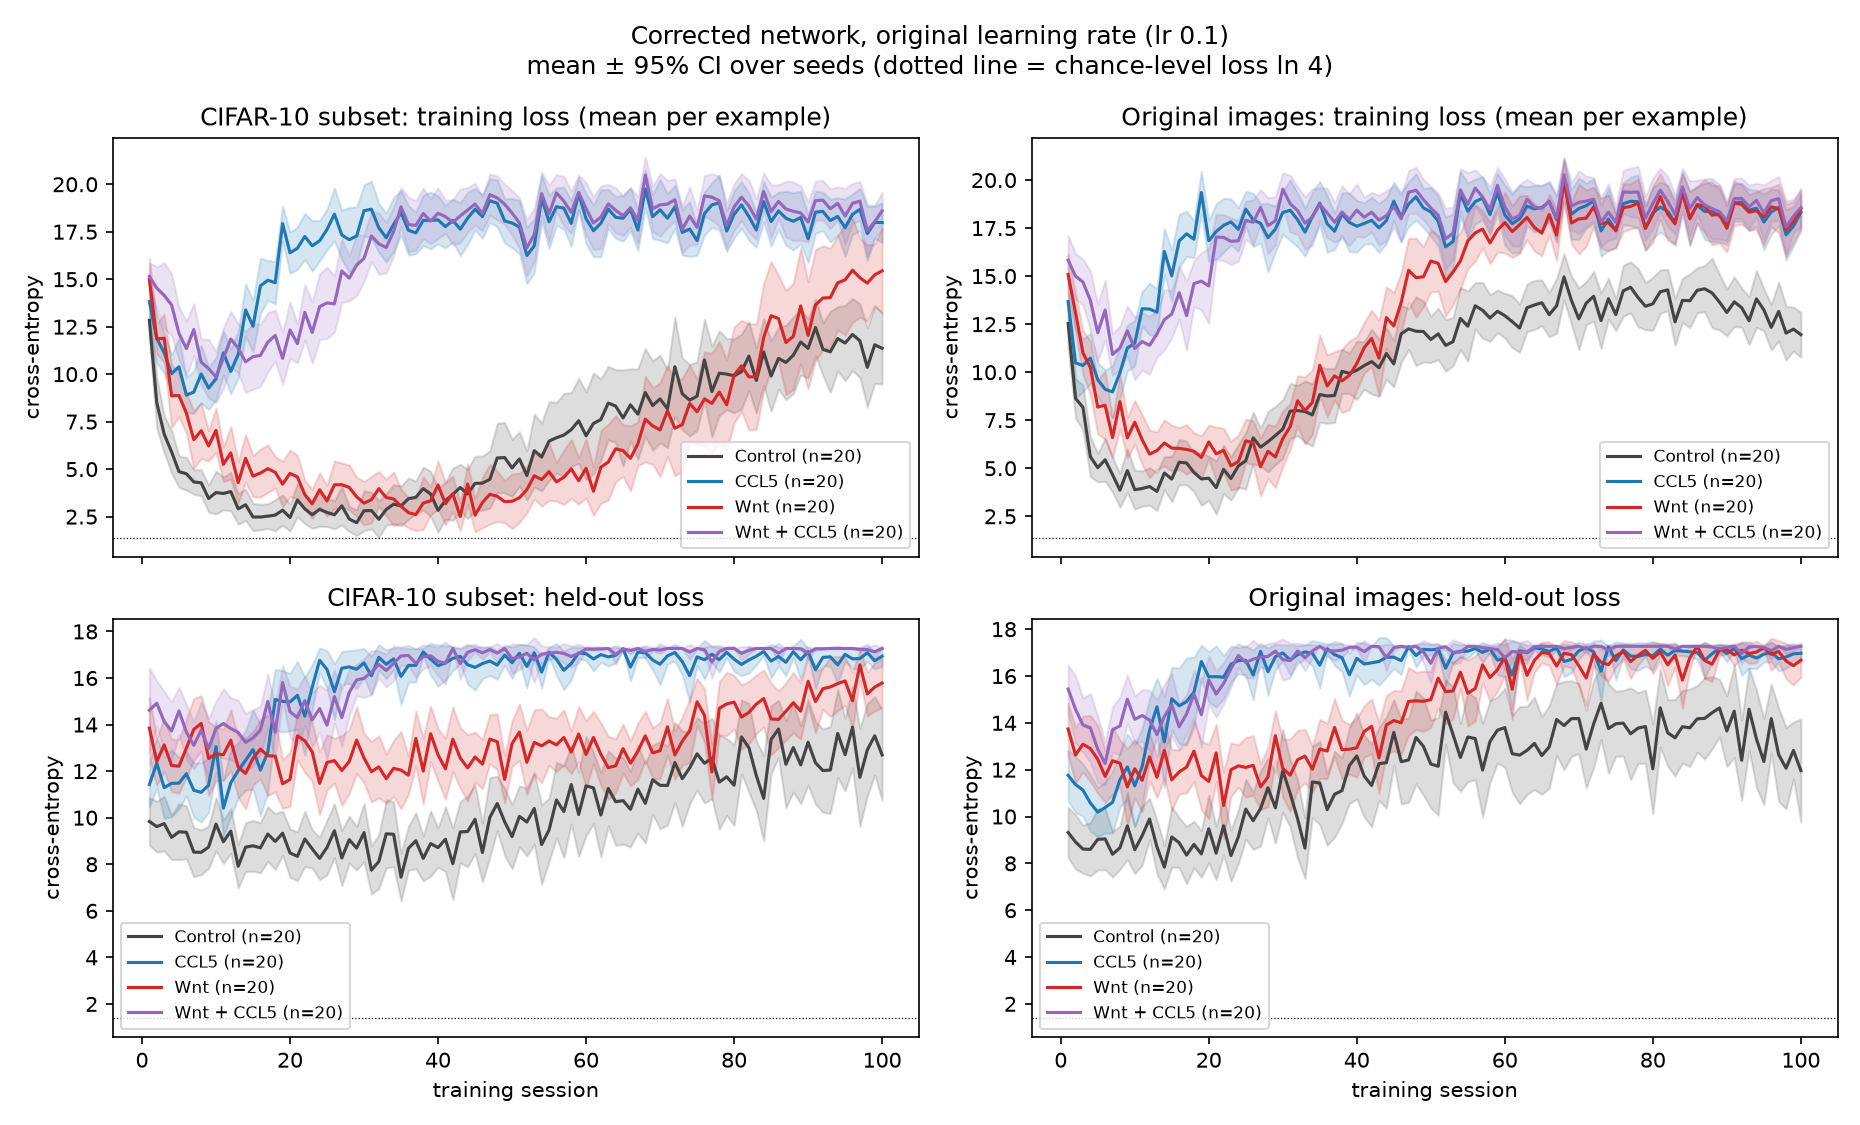 Corrected network, original learning rate (lr 0.1)
mean ± 95% CI over seeds (dotted line = chance-level loss ln 4)
CIFAR-10 subset: training loss (mean per example)
cross-entropy
20.0
17.5
15.0
12.5
10.0
7.5
5.0
2.5
Control (n=20)
CCL5 (n=20)
Wnt (n=20)
Wnt + CCL5 (n=20)
Original images: training loss (mean per example)
cross-entropy
20.0
17.5
15.0
12.5
10.0
7.5
5.0
2.5
Control (n=20)
CCL5 (n=20)
Wnt (n=20)
Wnt + CCL5 (n=20)
CIFAR-10 subset: held-out loss
cross-entropy
18
16
14
12
10
8
6
4
2
Control (n=20)
CCL5 (n=20)
Wnt (n=20)
Wnt + CCL5 (n=20)
0 20 40 60 80 100
training session
Original images: held-out loss
cross-entropy
18
16
14
12
10
8
6
4
2
Control (n=20)
CCL5 (n=20)
Wnt (n=20)
Wnt + CCL5 (n=20)
0 20 40 60 80 100
training session